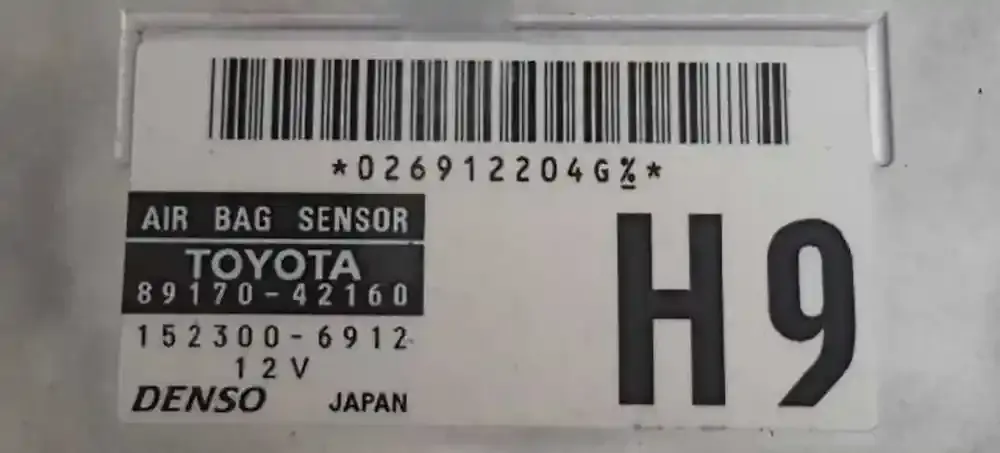 *026912204G%*
AIR BAG SENSOR
TOYOTA
89170-42160
152300-6912
12V
DENSO JAPAN
H9